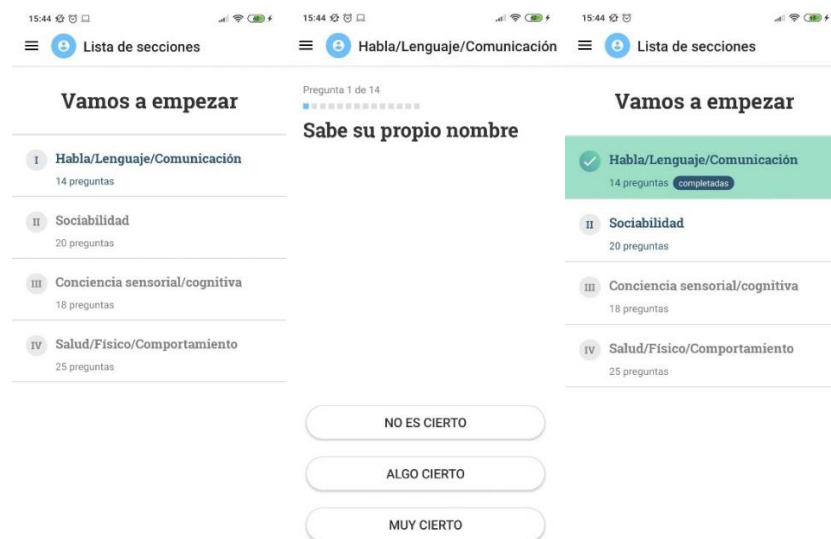 15:44
Lista de secciones
Vamos a empezar
I Habla/Lenguaje/Comunicación
14 preguntas
II Sociabilidad
20 preguntas
III Conciencia sensorial/cognitiva
18 preguntas
IV Salud/Físico/Comportamiento
25 preguntas
15:44
Habla/Lenguaje/Comunicación
Pregunta 1 de 14
Sabe su propio nombre
NO ES CIERTO
ALGO CIERTO
MUY CIERTO
15:44
Lista de secciones
Vamos a empezar
Habla/Lenguaje/Comunicación
14 preguntas completadas
II Sociabilidad
20 preguntas
III Conciencia sensorial/cognitiva
18 preguntas
IV Salud/Físico/Comportamiento
25 preguntas